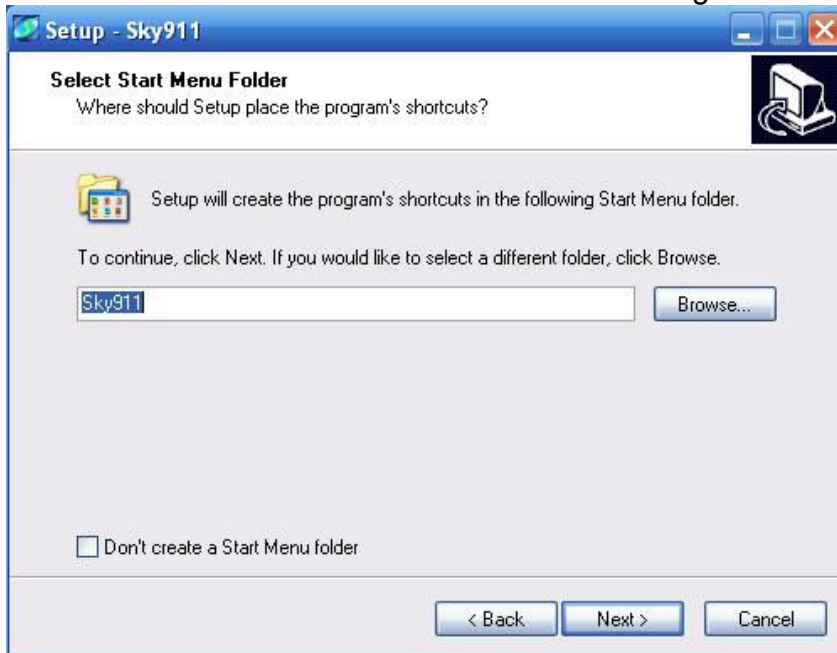 Setup - Sky911
Select Start Menu Folder
Where should Setup place the program's shortcuts?
Setup will create the program's shortcuts in the following Start Menu folder.
To continue, click Next. If you would like to select a different folder, click Browse.
Sky911
Browse...
Don't create a Start Menu folder
< Back
Next >
Cancel